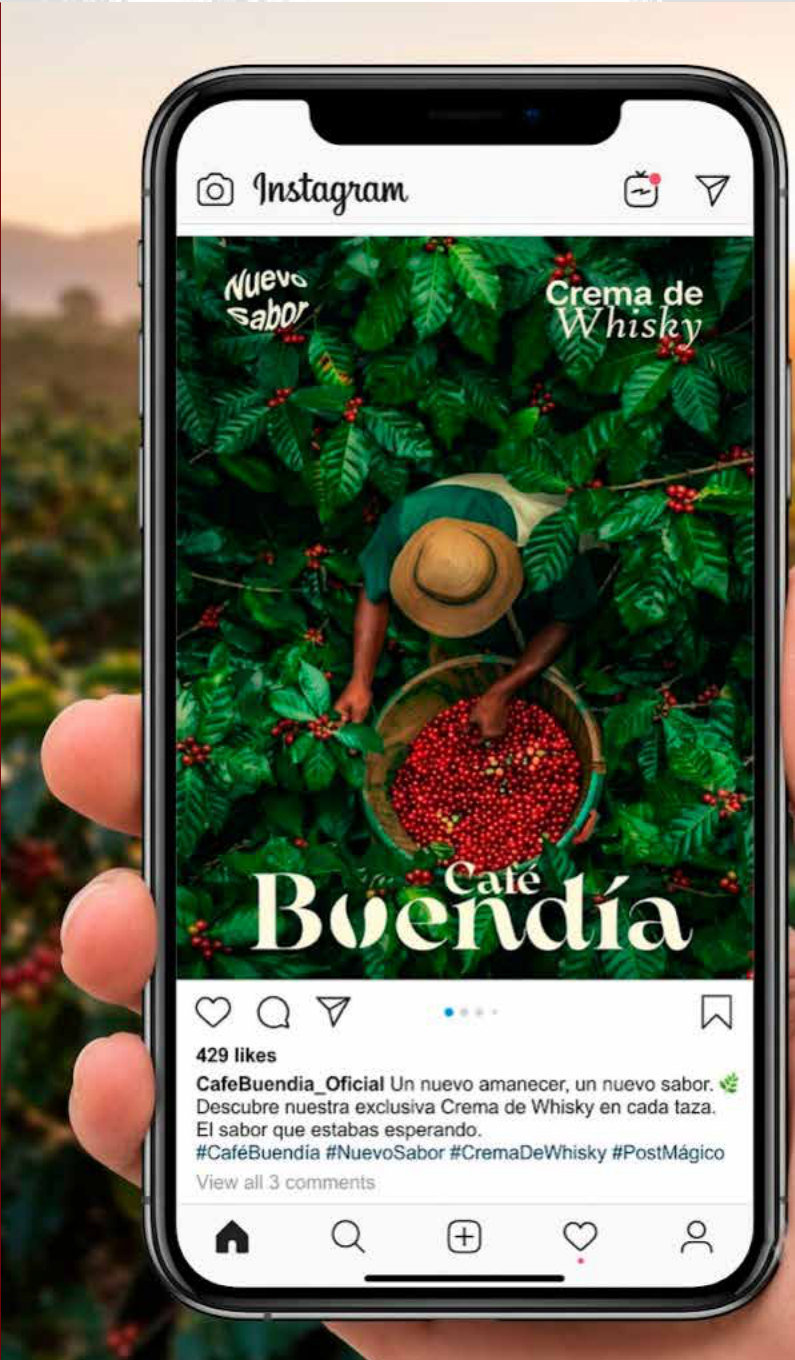 Instagram
Nuevo
Sabor
Crema de
Whisky
Café
Buendía
429 likes
CafeBuendia_Oficial Un nuevo amanecer, un nuevo sabor. 🌿
Descubre nuestra exclusiva Crema de Whisky en cada taza.
El sabor que estabas esperando.
#CaféBuendía #NuevoSabor #CremaDeWhisky #PostMágico
View all 3 comments